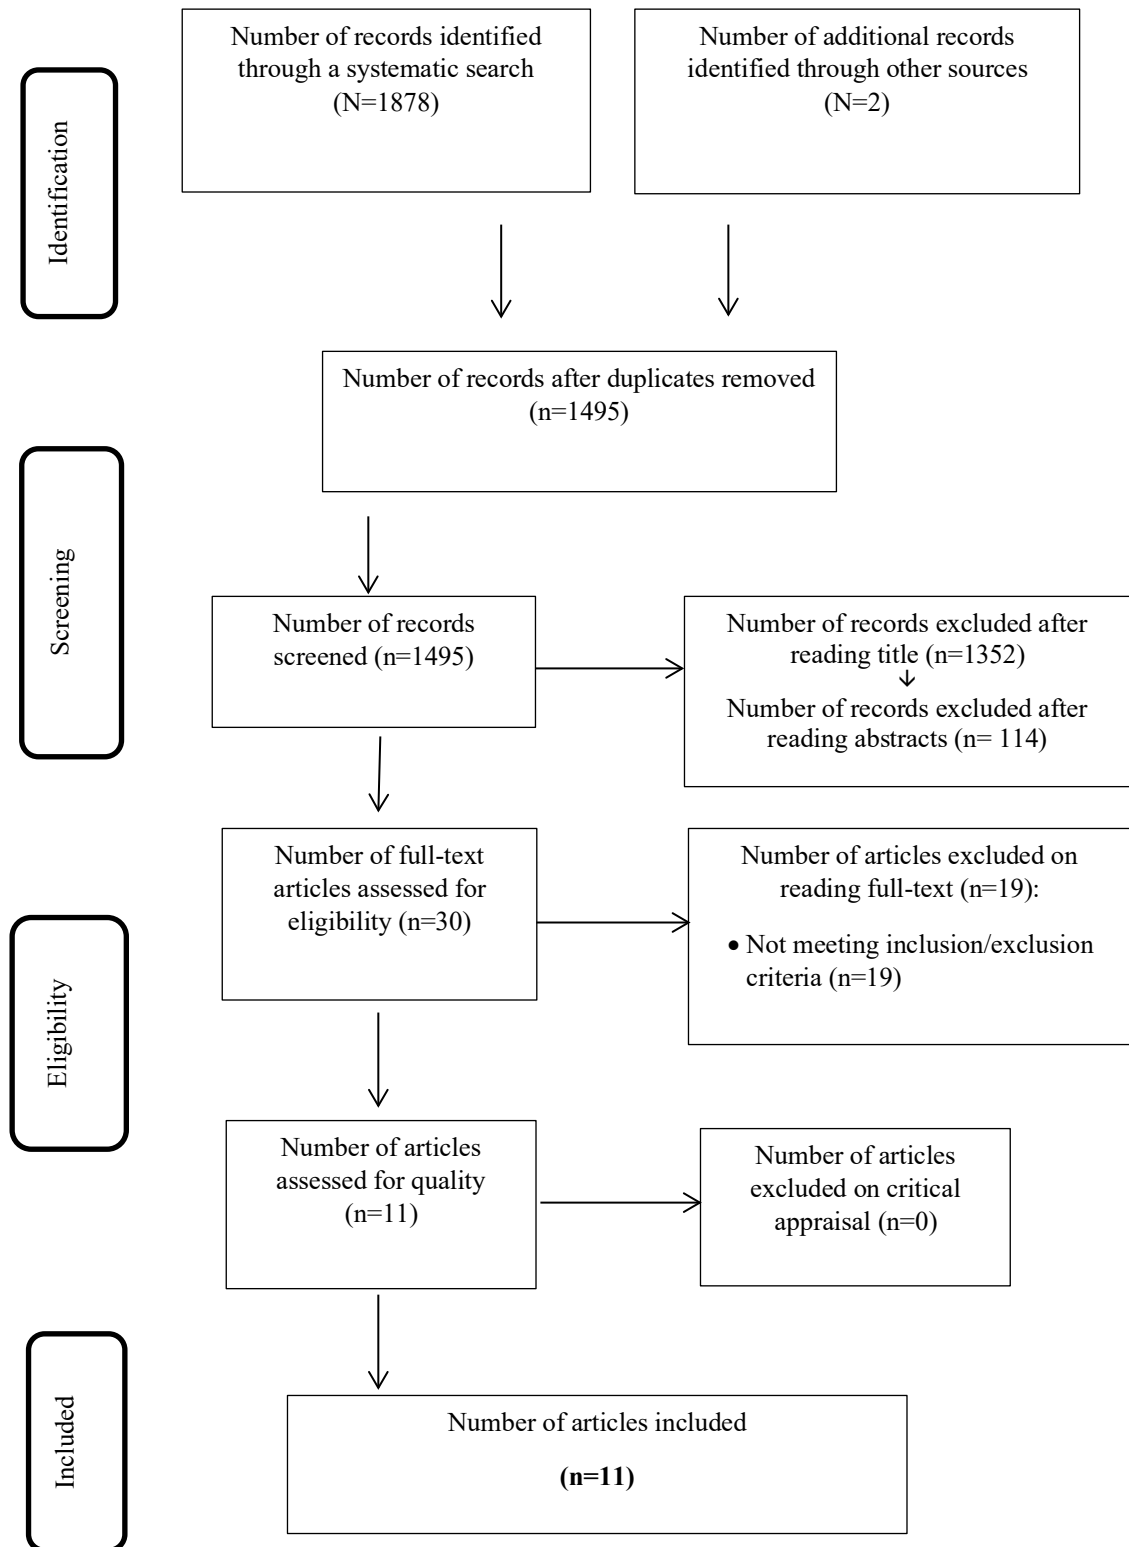 Number of records identified
through a systematic search
(N=1878)
Number of additional records
identified through other sources
(N=2)
Identification
Number of records after duplicates removed
(n=1495)
Screening
Number of records
screened (n=1495)
Number of records excluded after
reading title (n=1352)
Number of records excluded after
reading abstracts (n= 114)
Number of full-text
articles assessed for
eligibility (n=30)
Number of articles excluded on
reading full-text (n=19):
• Not meeting inclusion/exclusion
criteria (n=19)
Eligibility
Number of articles
assessed for quality
(n=11)
Number of articles
excluded on critical
appraisal (n=0)
Included
Number of articles included
(n=11)